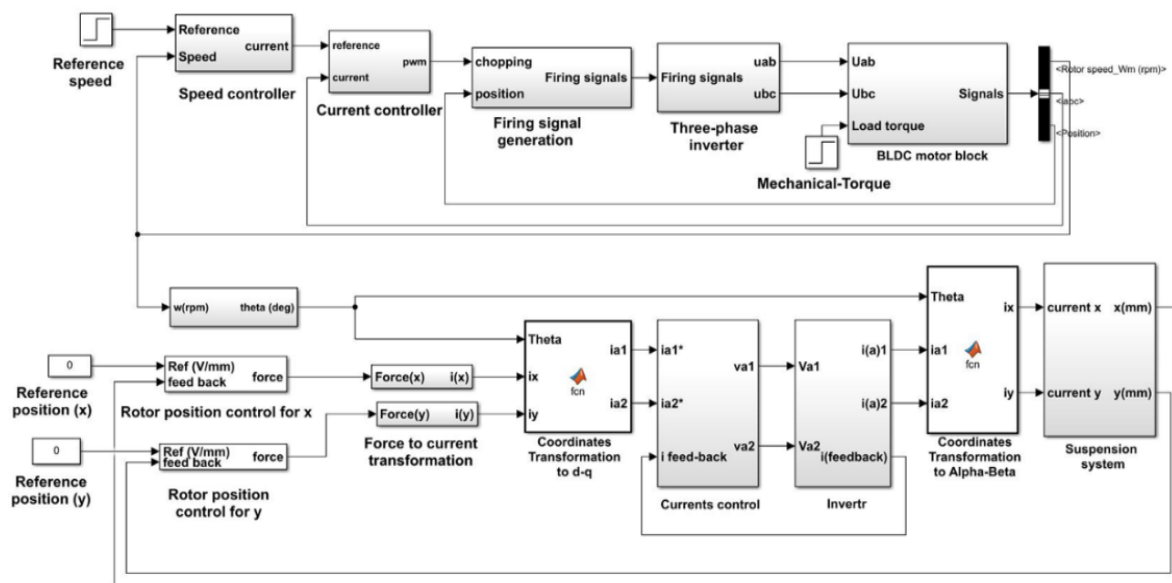 Reference
Speed
current
Reference
speed
Speed controller
reference
current
pwm
Current controller
chopping
position
Firing signals
Firing signal
generation
Firing signals
uab
ubc
Three-phase
inverter
Uab
Ubc
Load torque
Signals
BLDC motor block
Mechanical-Torque
<Rotor speed_Wm (rpm)>
<iabc>
<Position>
w(rpm)
theta (deg)
0
Reference
position (x)
Ref (V/mm)
feed back
force
Rotor position control for x
0
Reference
position (y)
Ref (V/mm)
feed back
force
Rotor position
control for y
Force(x)
i(x)
Force(y)
i(y)
Force to current
transformation
Theta
ix
iy
ia1
ia2
fcn
Coordinates
Transformation
to d-q
ia1*
ia2*
i feed-back
va1
va2
Currents control
Va1
Va2
i(a)1
i(a)2
i(feedback)
Invertr
Theta
ia1
ia2
ix
iy
fcn
Coordinates
Transformation
to Alpha-Beta
current x
current y
x(mm)
y(mm)
Suspension
system